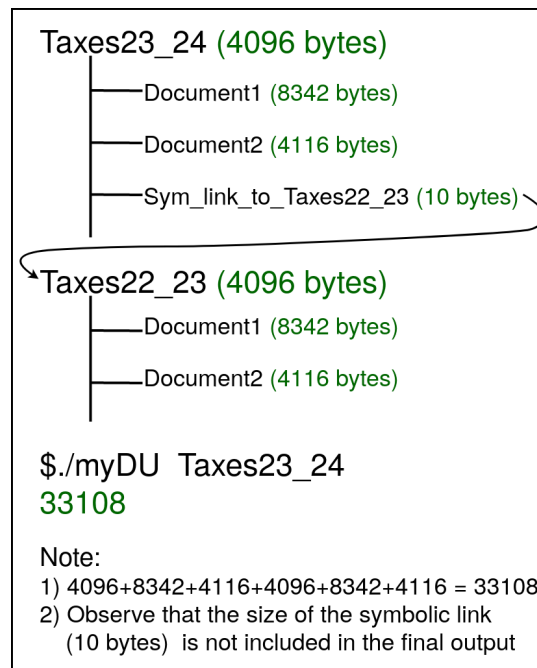 Taxes23_24 (4096 bytes)
Document1 (8342 bytes)
Document2 (4116 bytes)
Sym_link_to_Taxes22_23 (10 bytes)
Taxes22_23 (4096 bytes)
Document1 (8342 bytes)
Document2 (4116 bytes)
$./myDU Taxes23_24
33108
Note:
1) 4096+8342+4116+4096+8342+4116 = 33108
2) Observe that the size of the symbolic link
(10 bytes) is not included in the final output